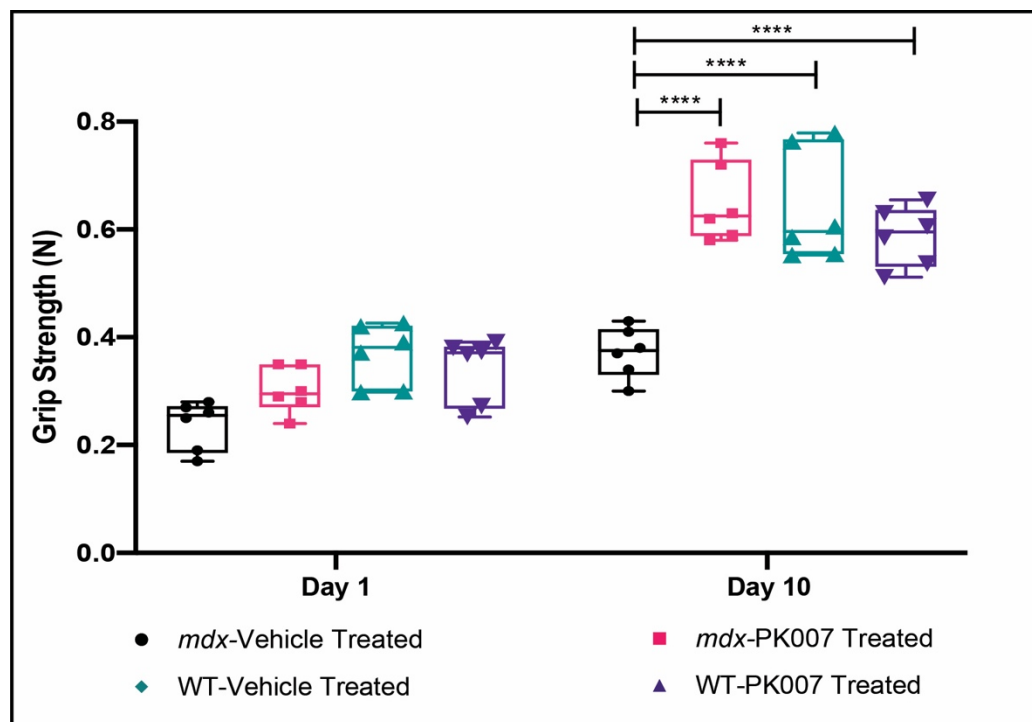 ****
****
****
0.8
0.6
0.4
0.2
0.0
Grip Strength (N)
Day 1 Day 10
mdx-Vehicle Treated mdx-PK007 Treated
WT-Vehicle Treated WT-PK007 Treated